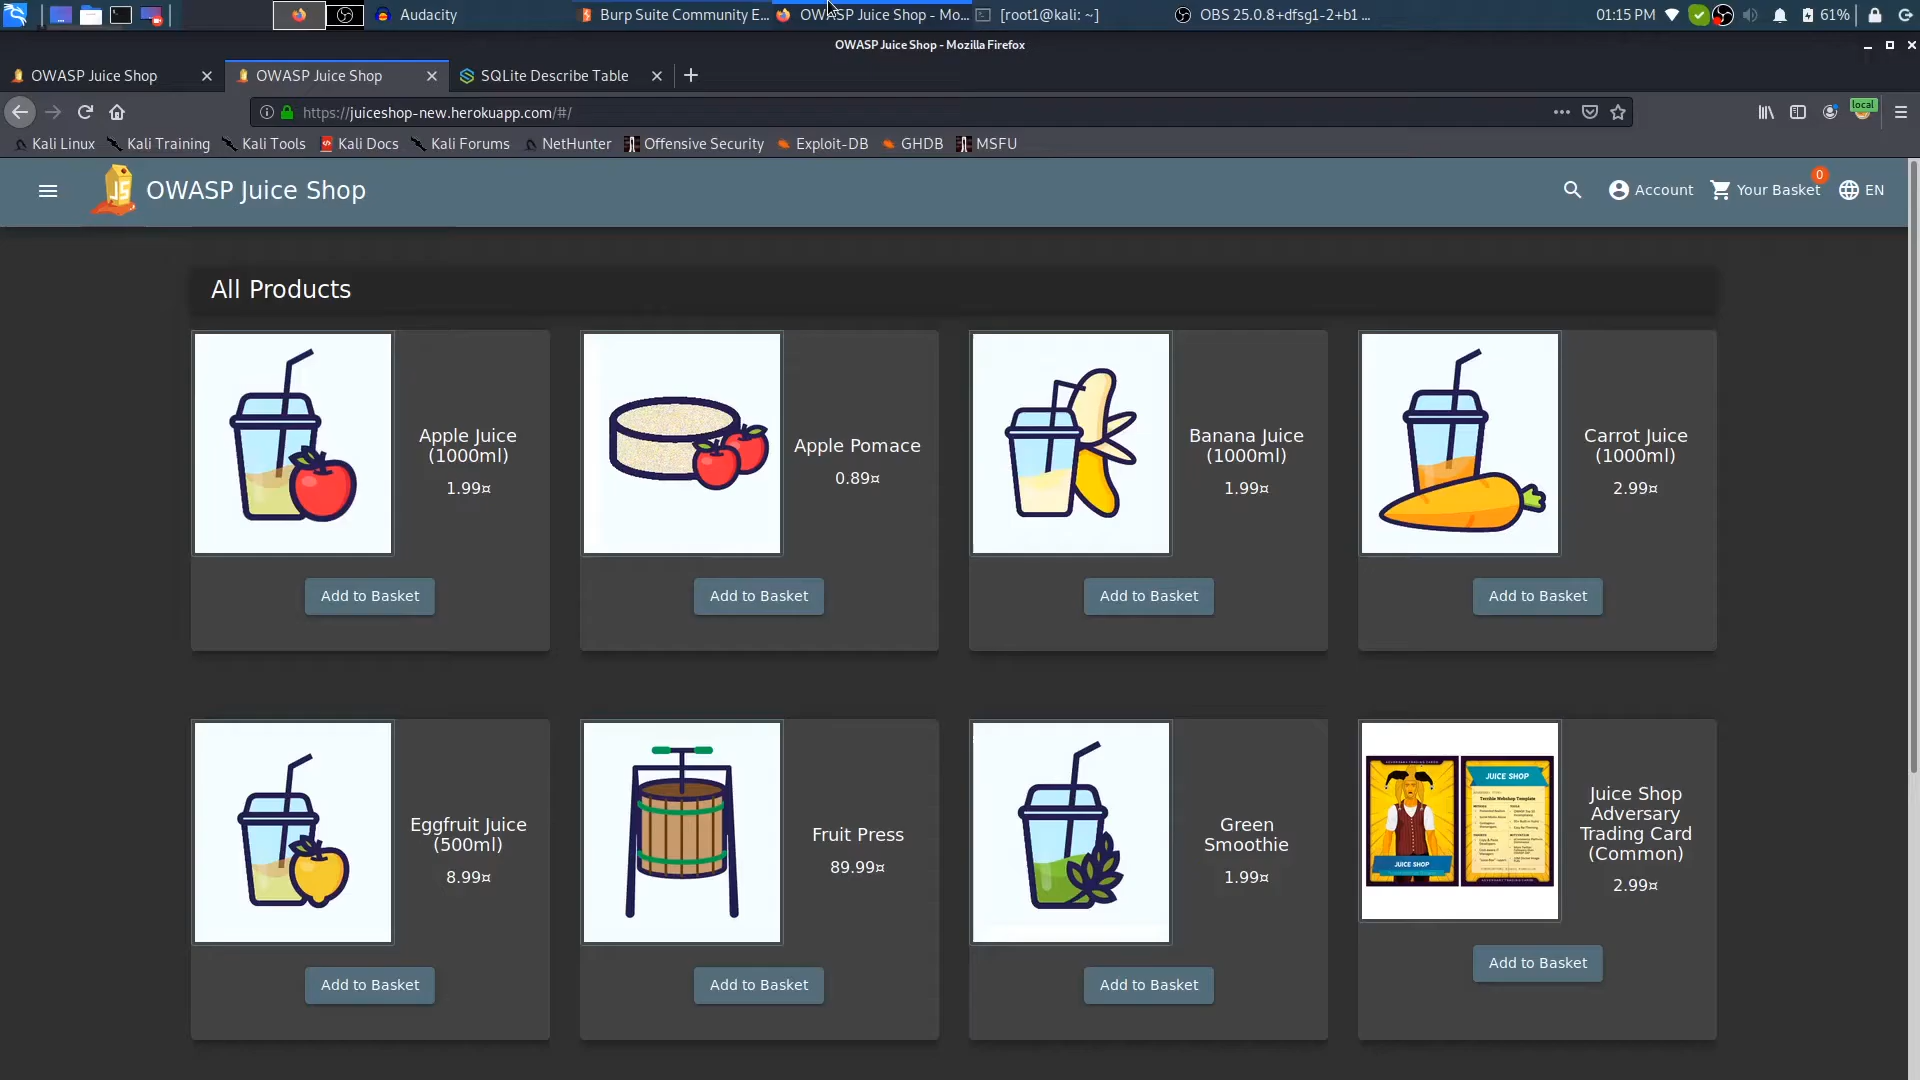 Audacity
Burp Suite Community E...
OWASP Juice Shop - Mo...
[root1@kali: ~]
OBS 25.0.8+dfsg1-2+b1 ...
01:15 PM
61%
OWASP Juice Shop - Mozilla Firefox
OWASP Juice Shop
OWASP Juice Shop
SQLite Describe Table
https://juiceshop-new.herokuapp.com/#/
local
Kali Linux
Kali Training
Kali Tools
Kali Docs
Kali Forums
NetHunter
Offensive Security
Exploit-DB
GHDB
MSFU
JS
OWASP Juice Shop
Account
Your Basket
0
EN
All Products
Apple Juice
(1000ml)
1.99¤
Add to Basket
Apple Pomace
0.89¤
Add to Basket
Banana Juice
(1000ml)
1.99¤
Add to Basket
Carrot Juice
(1000ml)
2.99¤
Add to Basket
Eggfruit Juice
(500ml)
8.99¤
Add to Basket
Fruit Press
89.99¤
Add to Basket
Green
Smoothie
1.99¤
Add to Basket
JUICE SHOP
JUICE SHOP
Juice Shop
Adversary
Trading Card
(Common)
2.99¤
Add to Basket